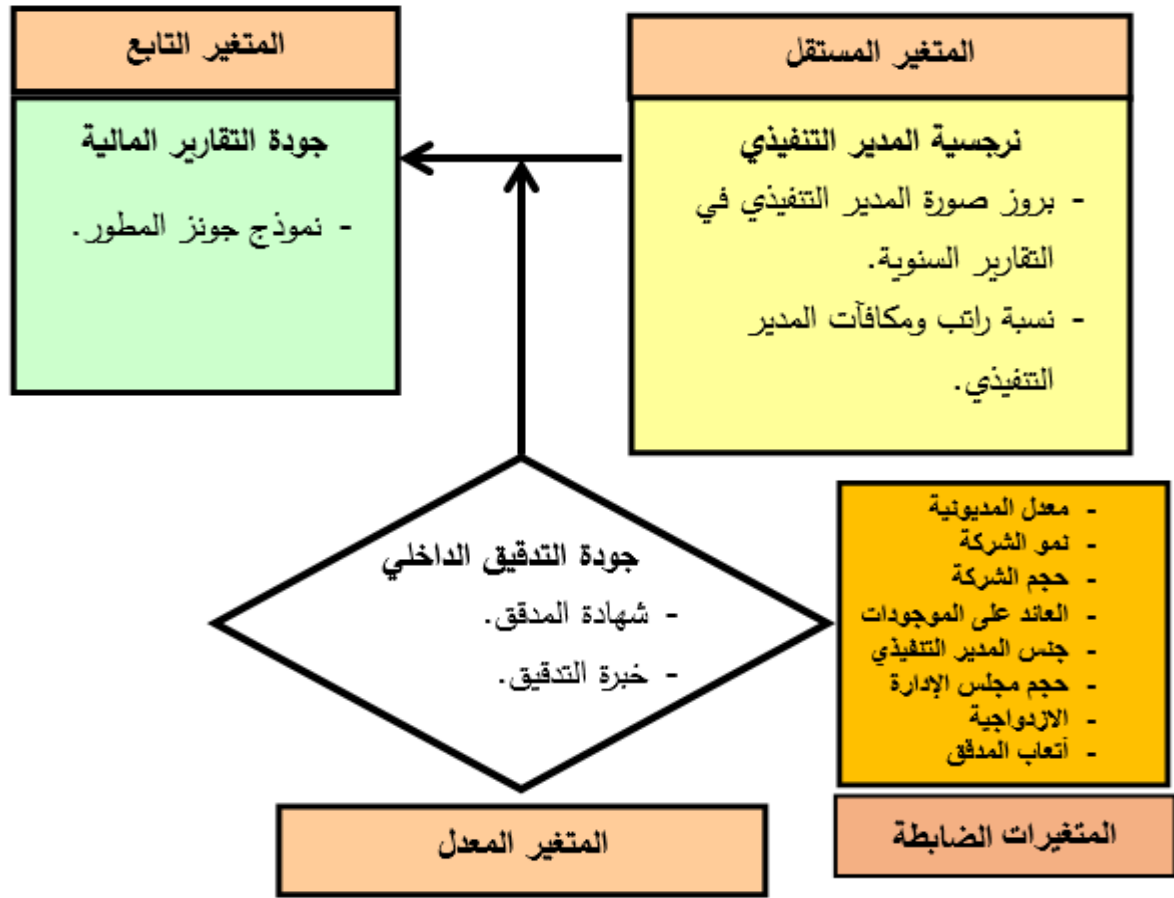 المتغير المستقل
نرجسية المدير التنفيذي
- بروز صورة المدير التنفيذي في
التقارير السنوية.
- نسبة راتب ومكافآت المدير
التنفيذي.
المتغير التابع
جودة التقارير المالية
- نموذج جونز المطور.
جودة التدقيق الداخلي
- شهادة المدقق.
- خبرة التدقيق.
المتغير المعدل
- معدل المديونية
- نمو الشركة
- حجم الشركة
- العائد على الموجودات
- جنس المدير التنفيذي
- حجم مجلس الإدارة
- الازدواجية
- أتعاب المدقق
المتغيرات الضابطة